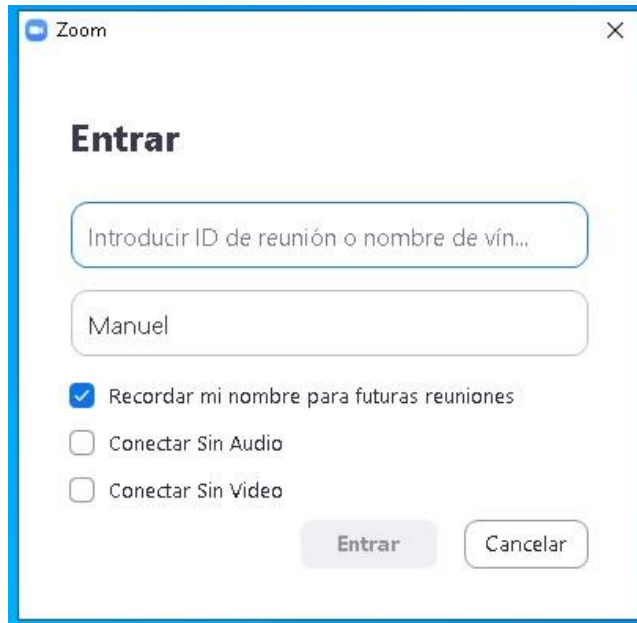 Zoom
Entrar
Introducir ID de reunión o nombre de vín...
Manuel
Recordar mi nombre para futuras reuniones
Conectar Sin Audio
Conectar Sin Video
Entrar Cancelar